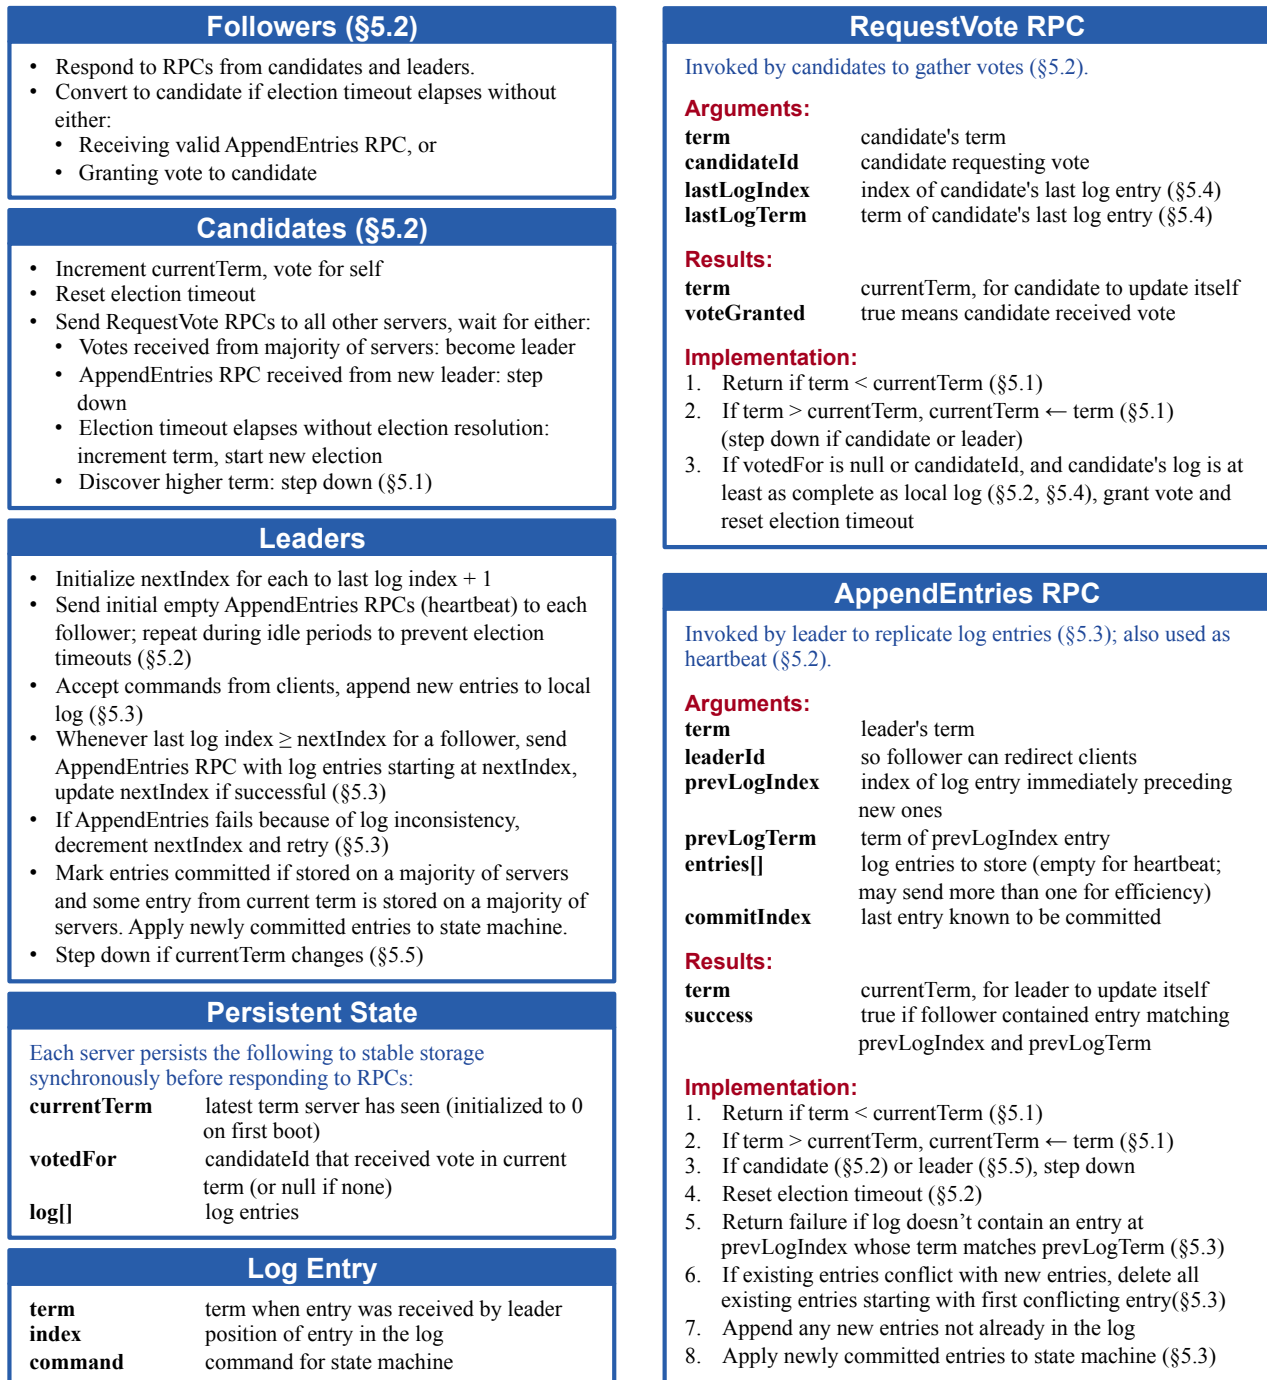 Followers (§5.2)
• Respond to RPCs from candidates and leaders.
• Convert to candidate if election timeout elapses without
either:
• Receiving valid AppendEntries RPC, or
• Granting vote to candidate
Candidates (§5.2)
• Increment currentTerm, vote for self
• Reset election timeout
• Send RequestVote RPCs to all other servers, wait for either:
• Votes received from majority of servers: become leader
• AppendEntries RPC received from new leader: step
down
• Election timeout elapses without election resolution:
increment term, start new election
• Discover higher term: step down (§5.1)
Leaders
• Initialize nextIndex for each to last log index + 1
• Send initial empty AppendEntries RPCs (heartbeat) to each
follower; repeat during idle periods to prevent election
timeouts (§5.2)
• Accept commands from clients, append new entries to local
log (§5.3)
• Whenever last log index ≥ nextIndex for a follower, send
AppendEntries RPC with log entries starting at nextIndex,
update nextIndex if successful (§5.3)
• If AppendEntries fails because of log inconsistency,
decrement nextIndex and retry (§5.3)
• Mark entries committed if stored on a majority of servers
and some entry from current term is stored on a majority of
servers. Apply newly committed entries to state machine.
• Step down if currentTerm changes (§5.5)
Persistent State
Each server persists the following to stable storage
synchronously before responding to RPCs:
currentTerm latest term server has seen (initialized to 0
on first boot)
votedFor candidateId that received vote in current
term (or null if none)
log[] log entries
Log Entry
term term when entry was received by leader
index position of entry in the log
command command for state machine
RequestVote RPC
Invoked by candidates to gather votes (§5.2).
Arguments:
term candidate's term
candidateId candidate requesting vote
lastLogIndex index of candidate's last log entry (§5.4)
lastLogTerm term of candidate's last log entry (§5.4)
Results:
term currentTerm, for candidate to update itself
voteGranted true means candidate received vote
Implementation:
1. Return if term < currentTerm (§5.1)
2. If term > currentTerm, currentTerm ← term (§5.1)
(step down if candidate or leader)
3. If votedFor is null or candidateId, and candidate's log is at
least as complete as local log (§5.2, §5.4), grant vote and
reset election timeout
AppendEntries RPC
Invoked by leader to replicate log entries (§5.3); also used as
heartbeat (§5.2).
Arguments:
term leader's term
leaderId so follower can redirect clients
prevLogIndex index of log entry immediately preceding
new ones
prevLogTerm term of prevLogIndex entry
entries[] log entries to store (empty for heartbeat;
may send more than one for efficiency)
commitIndex last entry known to be committed
Results:
term currentTerm, for leader to update itself
success true if follower contained entry matching
prevLogIndex and prevLogTerm
Implementation:
1. Return if term < currentTerm (§5.1)
2. If term > currentTerm, currentTerm ← term (§5.1)
3. If candidate (§5.2) or leader (§5.5), step down
4. Reset election timeout (§5.2)
5. Return failure if log doesn’t contain an entry at
prevLogIndex whose term matches prevLogTerm (§5.3)
6. If existing entries conflict with new entries, delete all
existing entries starting with first conflicting entry(§5.3)
7. Append any new entries not already in the log
8. Apply newly committed entries to state machine (§5.3)